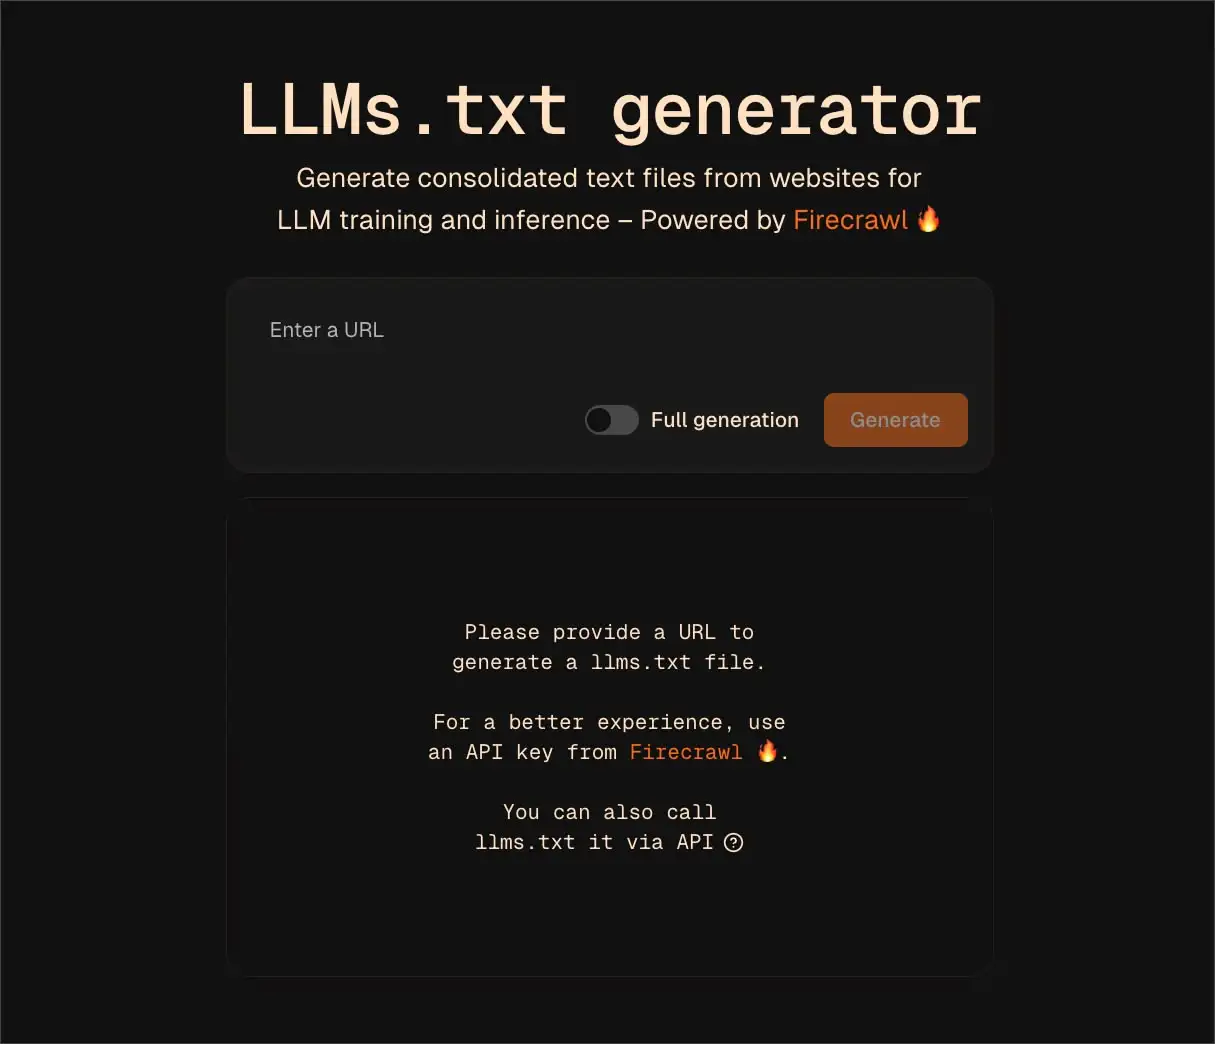 LLMs.txt generator
Generate consolidated text files from websites for
LLM training and inference – Powered by Firecrawl 🔥
Enter a URL
Full generation
Generate
Please provide a URL to
generate a llms.txt file.
For a better experience, use
an API key from Firecrawl 🔥.
You can also call
llms.txt it via API ?